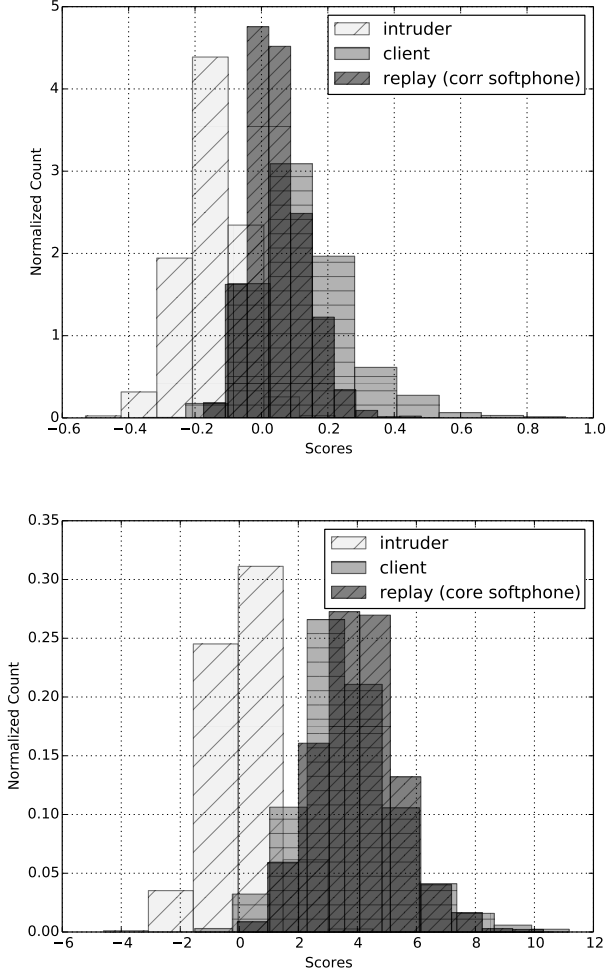 5
4
3
2
1
0
Normalized Count
intruder
client
replay (corr softphone)
−0.6 −0.4 −0.2 0.0 0.2 0.4 0.6 0.8 1.0
Scores
0.35
0.30
0.25
0.20
0.15
0.10
0.05
0.00
Normalized Count
intruder
client
replay (core softphone)
−6 −4 −2 0 2 4 6 8 10 12
Scores